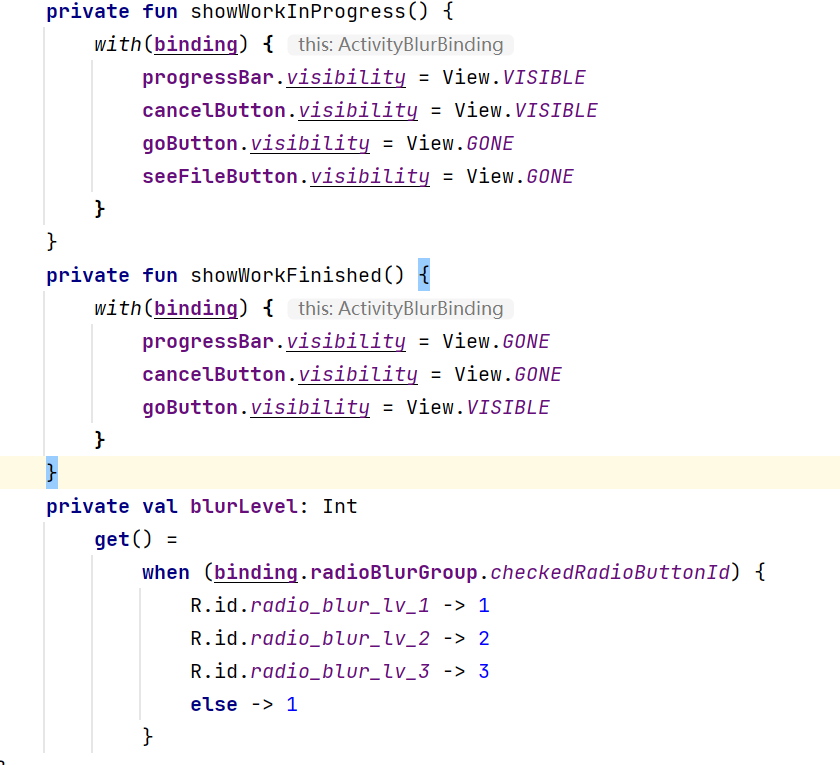 private fun showWorkInProgress() {
with(binding) { this: ActivityBlurBinding
progressBar.visibility = View.VISIBLE
cancelButton.visibility = View.VISIBLE
goButton.visibility = View.GONE
seeFileButton.visibility = View.GONE
}
}
private fun showWorkFinished() {
with(binding) { this: ActivityBlurBinding
progressBar.visibility = View.GONE
cancelButton.visibility = View.GONE
goButton.visibility = View.VISIBLE
}
}
private val blurLevel: Int
get() =
when (binding.radioBlurGroup.checkedRadioButtonId) {
R.id.radio_blur_lv_1 -> 1
R.id.radio_blur_lv_2 -> 2
R.id.radio_blur_lv_3 -> 3
else -> 1
}